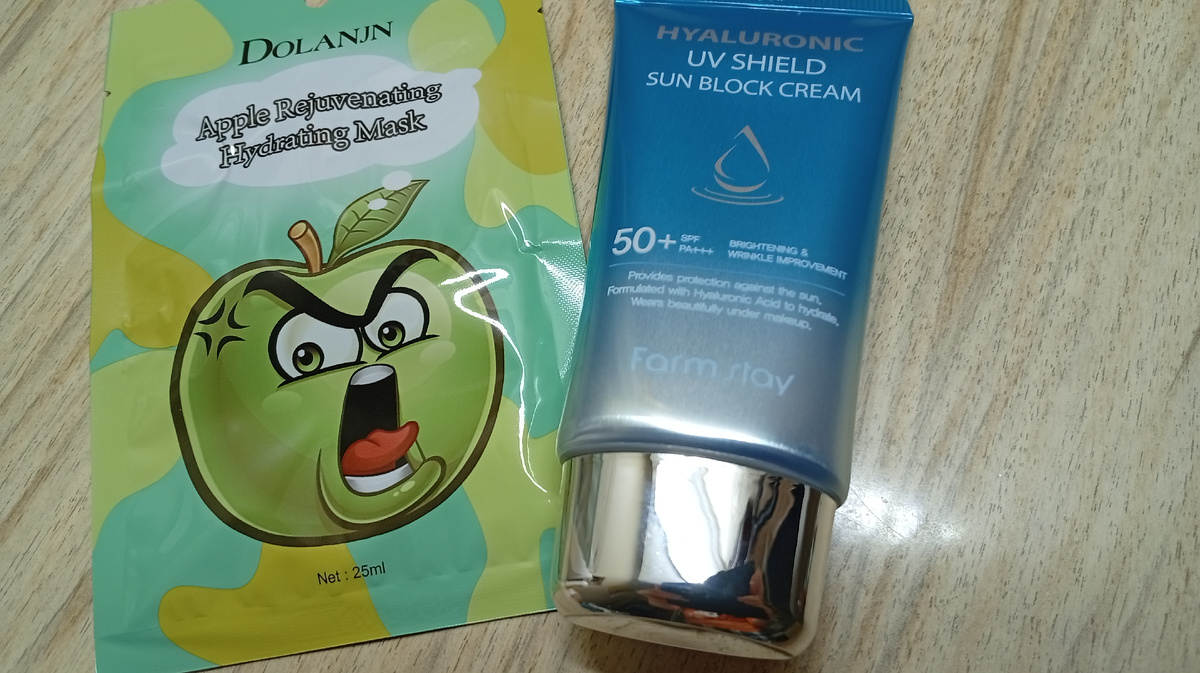 DOLANJN
Apple Rejuvenating
Hydrating Mask
Net : 25ml
HYALURONIC
UV SHIELD
SUN BLOCK CREAM
50+ SPF
PA+++
BRIGHTENING &
WRINKLE IMPROVEMENT
Provides protection against the sun,
Formulated with Hyaluronic Acid to hydrate,
Wears beautifully under makeup.
Farm stay